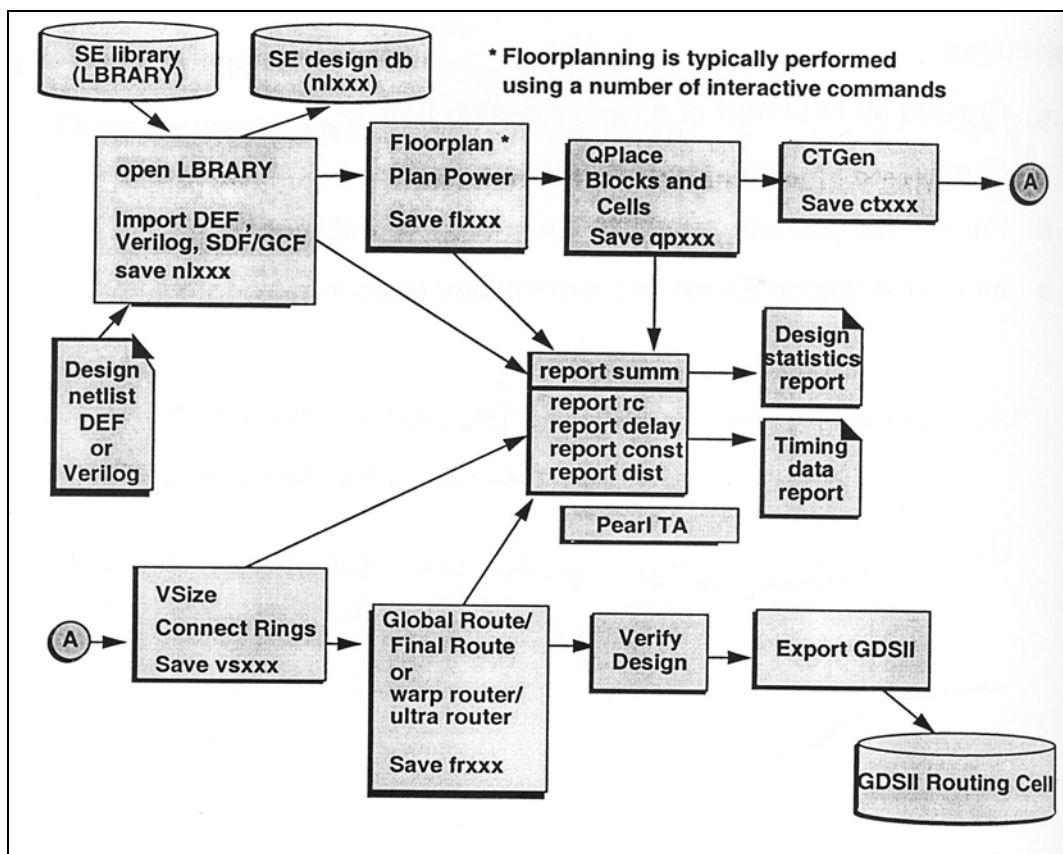 SE library
(LBRARY)
SE design db
(nlxxx)
* Floorplanning is typically performed
using a number of interactive commands
open LBRARY
Import DEF,
Verilog, SDF/GCF
save nlxxx
Floorplan *
Plan Power
Save flxxx
QPlace
Blocks and
Cells
Save qpxxx
CTGen
Save ctxxx
A
Design
netlist
DEF
or
Verilog
report summ
report rc
report delay
report const
report dist
Design
statistics
report
Timing
data
report
Pearl TA
A
VSize
Connect Rings
Save vsxxx
Global Route/
Final Route
or
warp router/
ultra router
Save frxxx
Verify
Design
Export GDSII
GDSII Routing Cell